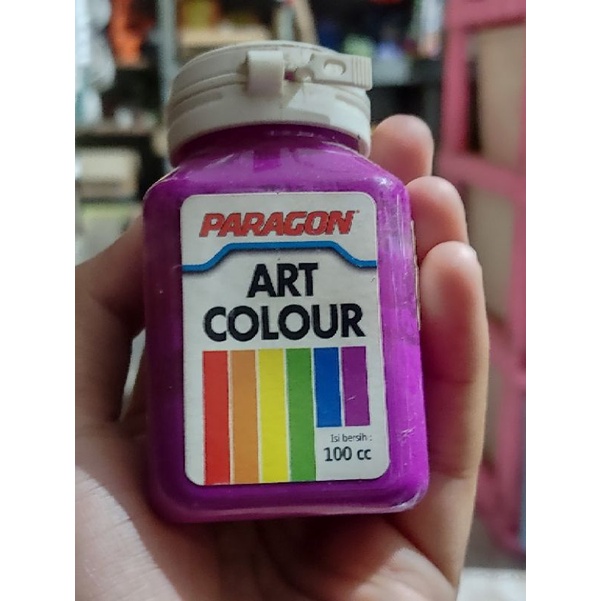 PARAGON
ART
COLOUR
Isi bersih :
100 cc